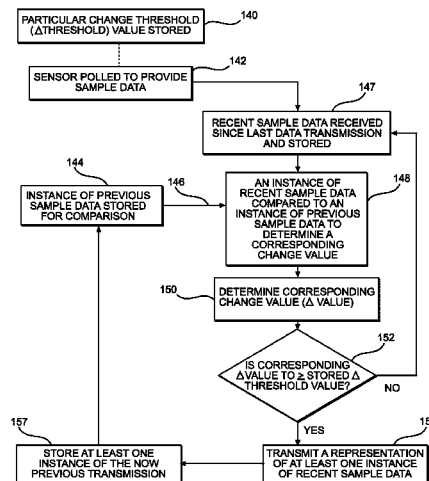 PARTICULAR CHANGE THRESHOLD
(ΔTHRESHOLD) VALUE STORED
140
142
SENSOR POLLED TO PROVIDE
SAMPLE DATA
147
RECENT SAMPLE DATA RECEIVED
SINCE LAST DATA TRANSMISSION
AND STORED
144
INSTANCE OF PREVIOUS
SAMPLE DATA STORED
FOR COMPARISON
146
148
AN INSTANCE OF
RECENT SAMPLE DATA
COMPARED TO AN
INSTANCE OF PREVIOUS
SAMPLE DATA TO
DETERMINE A
CORRESPONDING
CHANGE VALUE
150
DETERMINE CORRESPONDING
CHANGE VALUE (Δ VALUE)
152
IS CORRESPONDING
Δ VALUE TO ≥ STORED Δ
THRESHOLD VALUE?
NO
YES
157
STORE AT LEAST ONE
INSTANCE OF THE NOW
PREVIOUS TRANSMISSION
TRANSMIT A REPRESENTATION
OF AT LEAST ONE INSTANCE
OF RECENT SAMPLE DATA